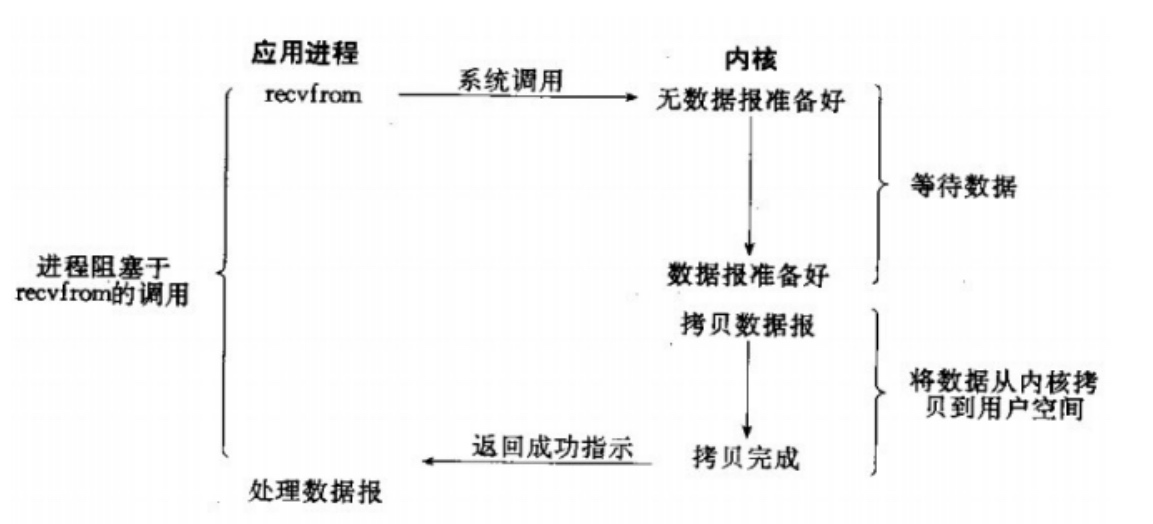 应用进程
内核
recvfrom
系统调用
无数据报准备好
等待数据
进程阻塞于
recvfrom的调用
数据报准备好
拷贝数据报
将数据从内核拷
贝到用户空间
返回成功指示
拷贝完成
处理数据报